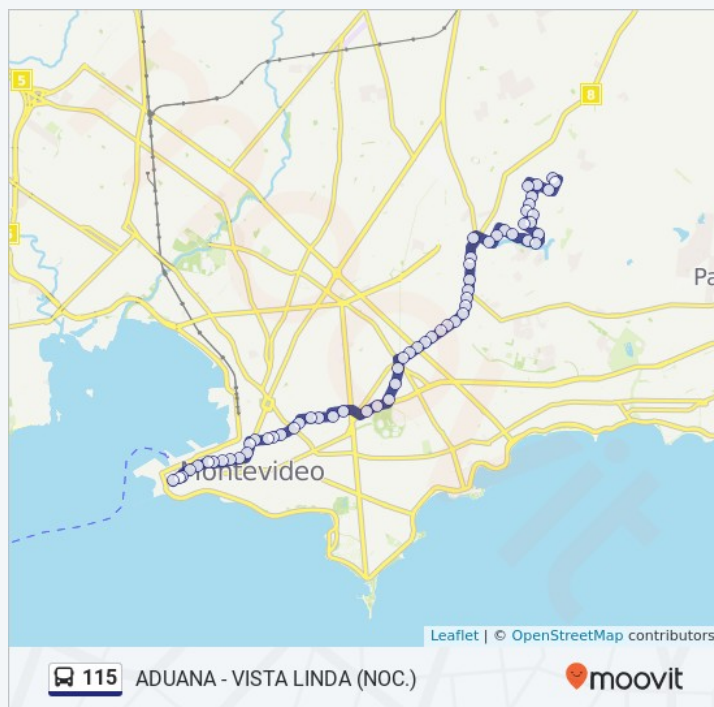 5
8
Pa
Montevideo
Leaflet | © OpenStreetMap contributors
115 ADUANA - VISTA LINDA (NOC.)
moovit